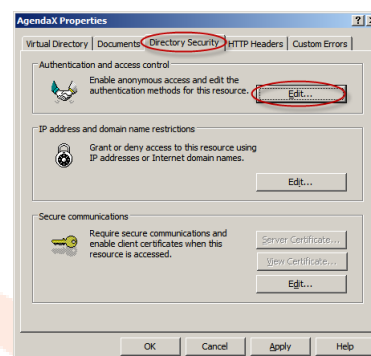 AgendaX Properties
Virtual Directory Documents Directory Security HTTP Headers Custom Errors
Authentication and access control
Enable anonymous access and edit the
authentication methods for this resource.
Edit...
IP address and domain name restrictions
Grant or deny access to this resource using
IP addresses or Internet domain names.
Edit...
Secure communications
Require secure communications and
enable client certificates when this
resource is accessed.
Server Certificate...
View Certificate...
Edit...
OK Cancel Apply Help